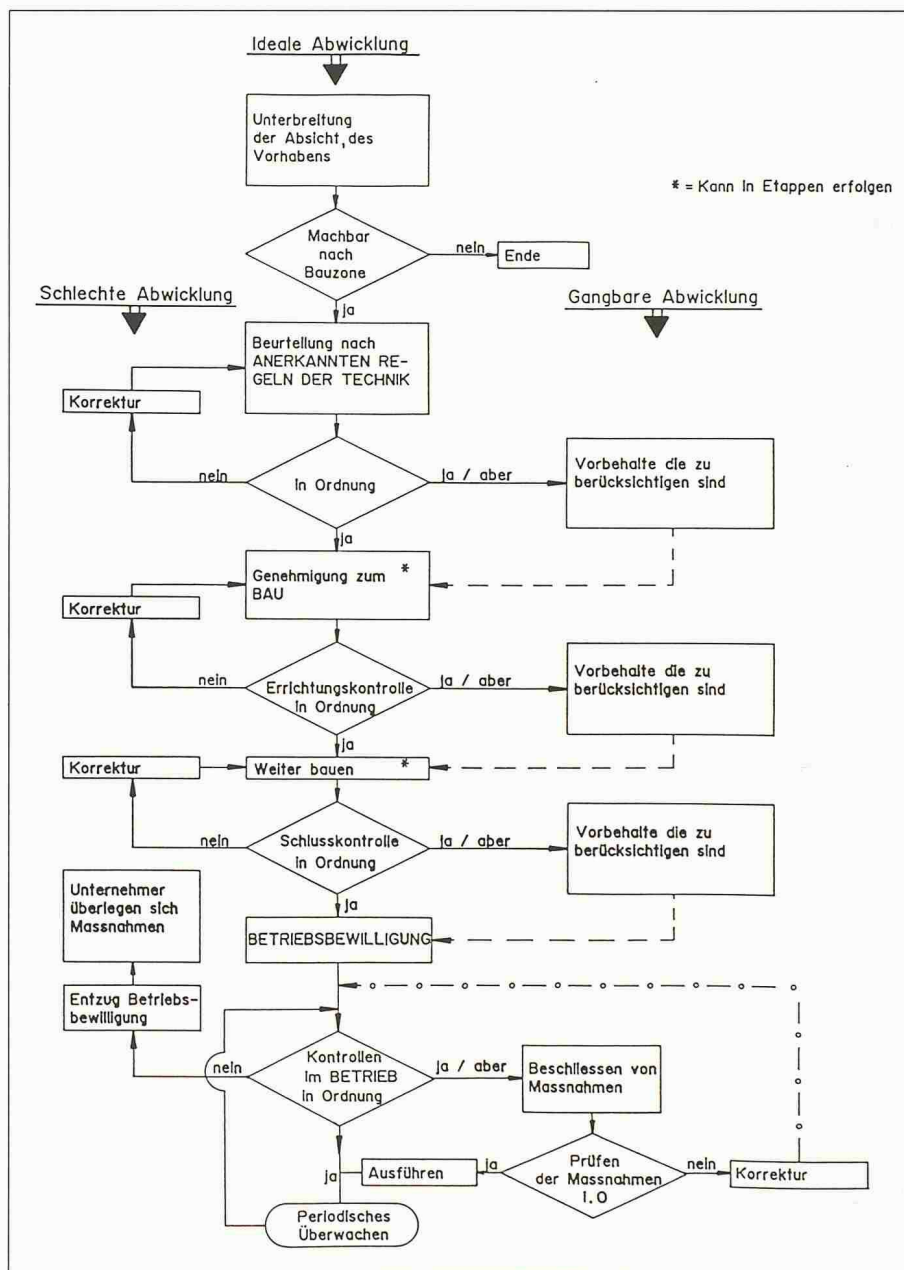 Ideale Abwicklung
Unterbreitung
der Absicht, des
Vorhabens
* = Kann in Etappen erfolgen
Machbar
nach
Bauzone
nein
Ende
ja
Schlechte Abwicklung
Gangbare Abwicklung
Beurteilung nach
ANERKANNTEN RE-
GELN DER TECHNIK
Korrektur
nein
in Ordnung
ja / aber
Vorbehalte die zu
berücksichtigen sind
ja
Genehmigung zum *
BAU
Korrektur
nein
Errichtungskontrolle
in Ordnung
ja / aber
Vorbehalte die zu
berücksichtigen sind
ja
Korrektur
Weiter bauen *
nein
Schlusskontrolle
in Ordnung
ja / aber
Vorbehalte die zu
berücksichtigen sind
ja
Unternehmer
überlegen sich
Massnahmen
BETRIEBSBEWILLIGUNG
Entzug Betriebs-
bewilligung
nein
Kontrollen
im BETRIEB
in Ordnung
ja / aber
Beschliessen von
Massnahmen
ja
Ausführen
ja
Prüfen
der Massnahmen
i.O
nein
Korrektur
Periodisches
Überwachen